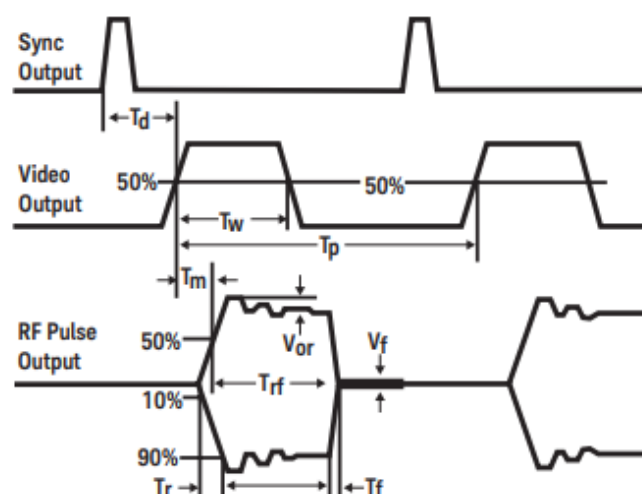 Sync
Output
Td
Video
Output
50%
50%
Tw
Tp
Tm
RF Pulse
Output
50%
Vor
Vf
Trf
10%
90%
Tr
Tf